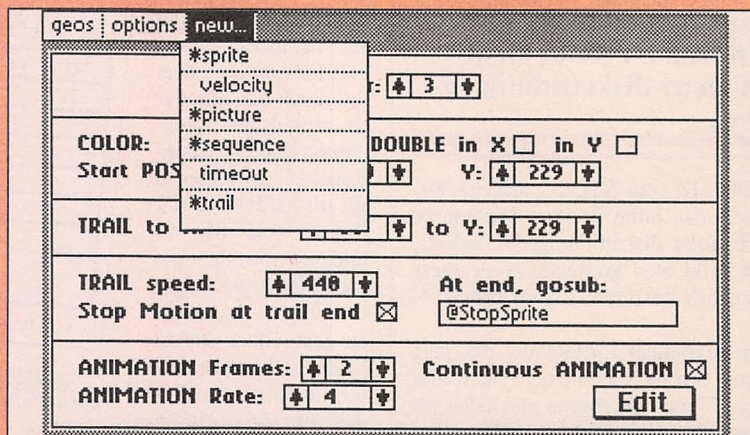 geos options new...
*sprite
velocity
r: 3
*picture
COLOR: *sequence DOUBLE in X in Y
Start POS timeout Y: 229
*trail
TRAIL to to Y: 229
TRAIL speed: 440 At end, gosub:
Stop Motion at trail end @StopSprite
ANIMATION Frames: 2 Continuous ANIMATION
ANIMATION Rate: 4 Edit